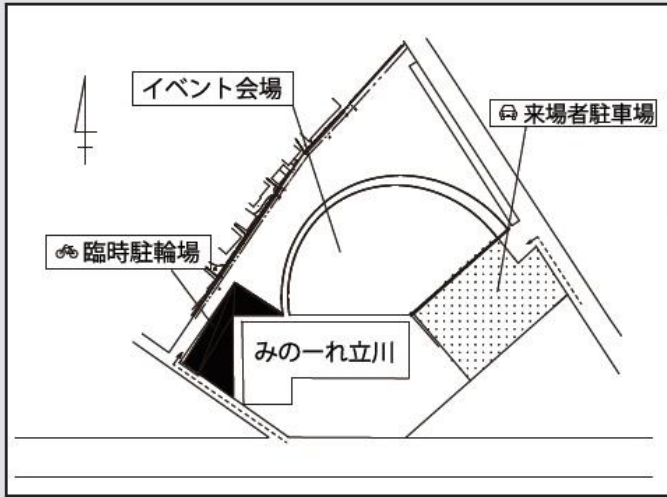 イベント会場
来場者駐車場
臨時駐輪場
みのーれ立川